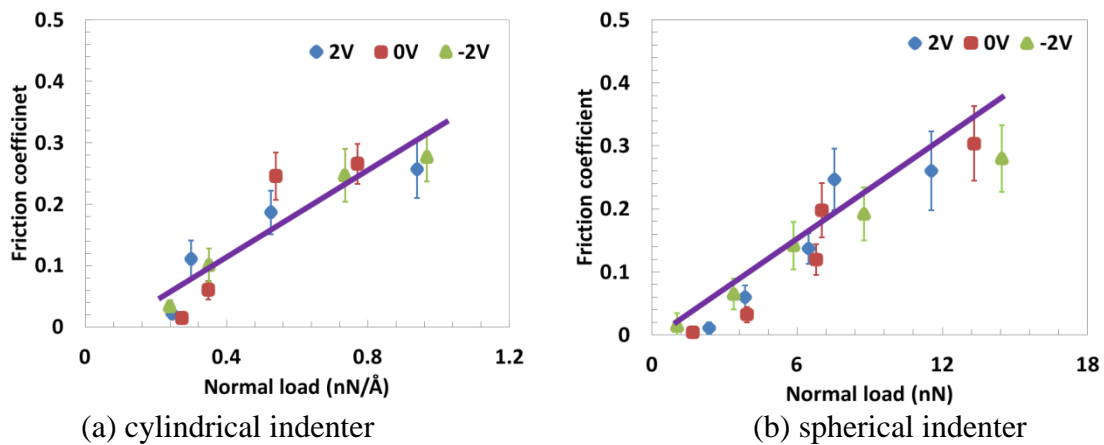 0.5
0.4
0.3
0.2
0.1
0
Friction coefficinet
2V 0V -2V
0 0.4 0.8 1.2
Normal load (nN/Å)
(a) cylindrical indenter
0.5
0.4
0.3
0.2
0.1
0
Friction coefficient
2V 0V -2V
0 6 12 18
Normal load (nN)
(b) spherical indenter